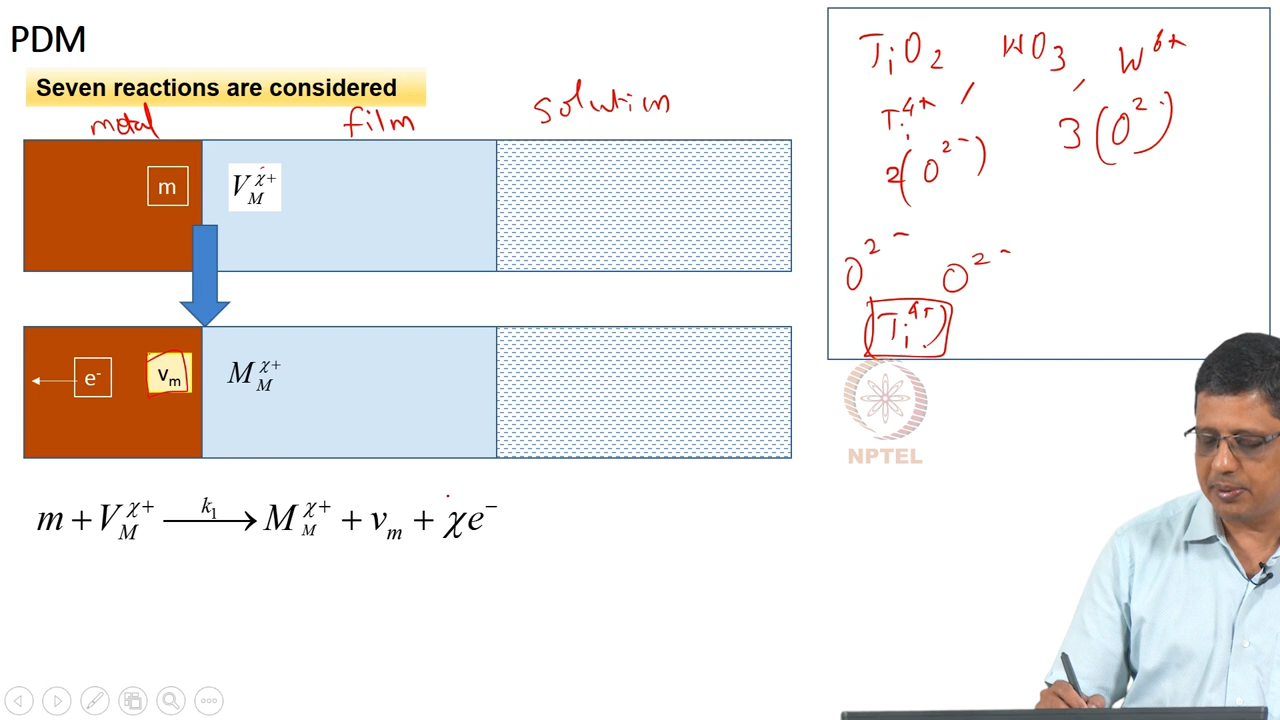 PDM
Seven reactions are considered
metal film solution
m V_M^{χ+}
e⁻ v_m M_M^{χ+}
m + V_M^{χ+} —k₁→ M_M^{χ+} + v_m + χe⁻
TiO₂ WO₃ W⁶⁺
Ti⁴⁺
2(O²⁻) 3(O²⁻)
O²⁻ O²⁻
Ti⁴⁺
NPTEL